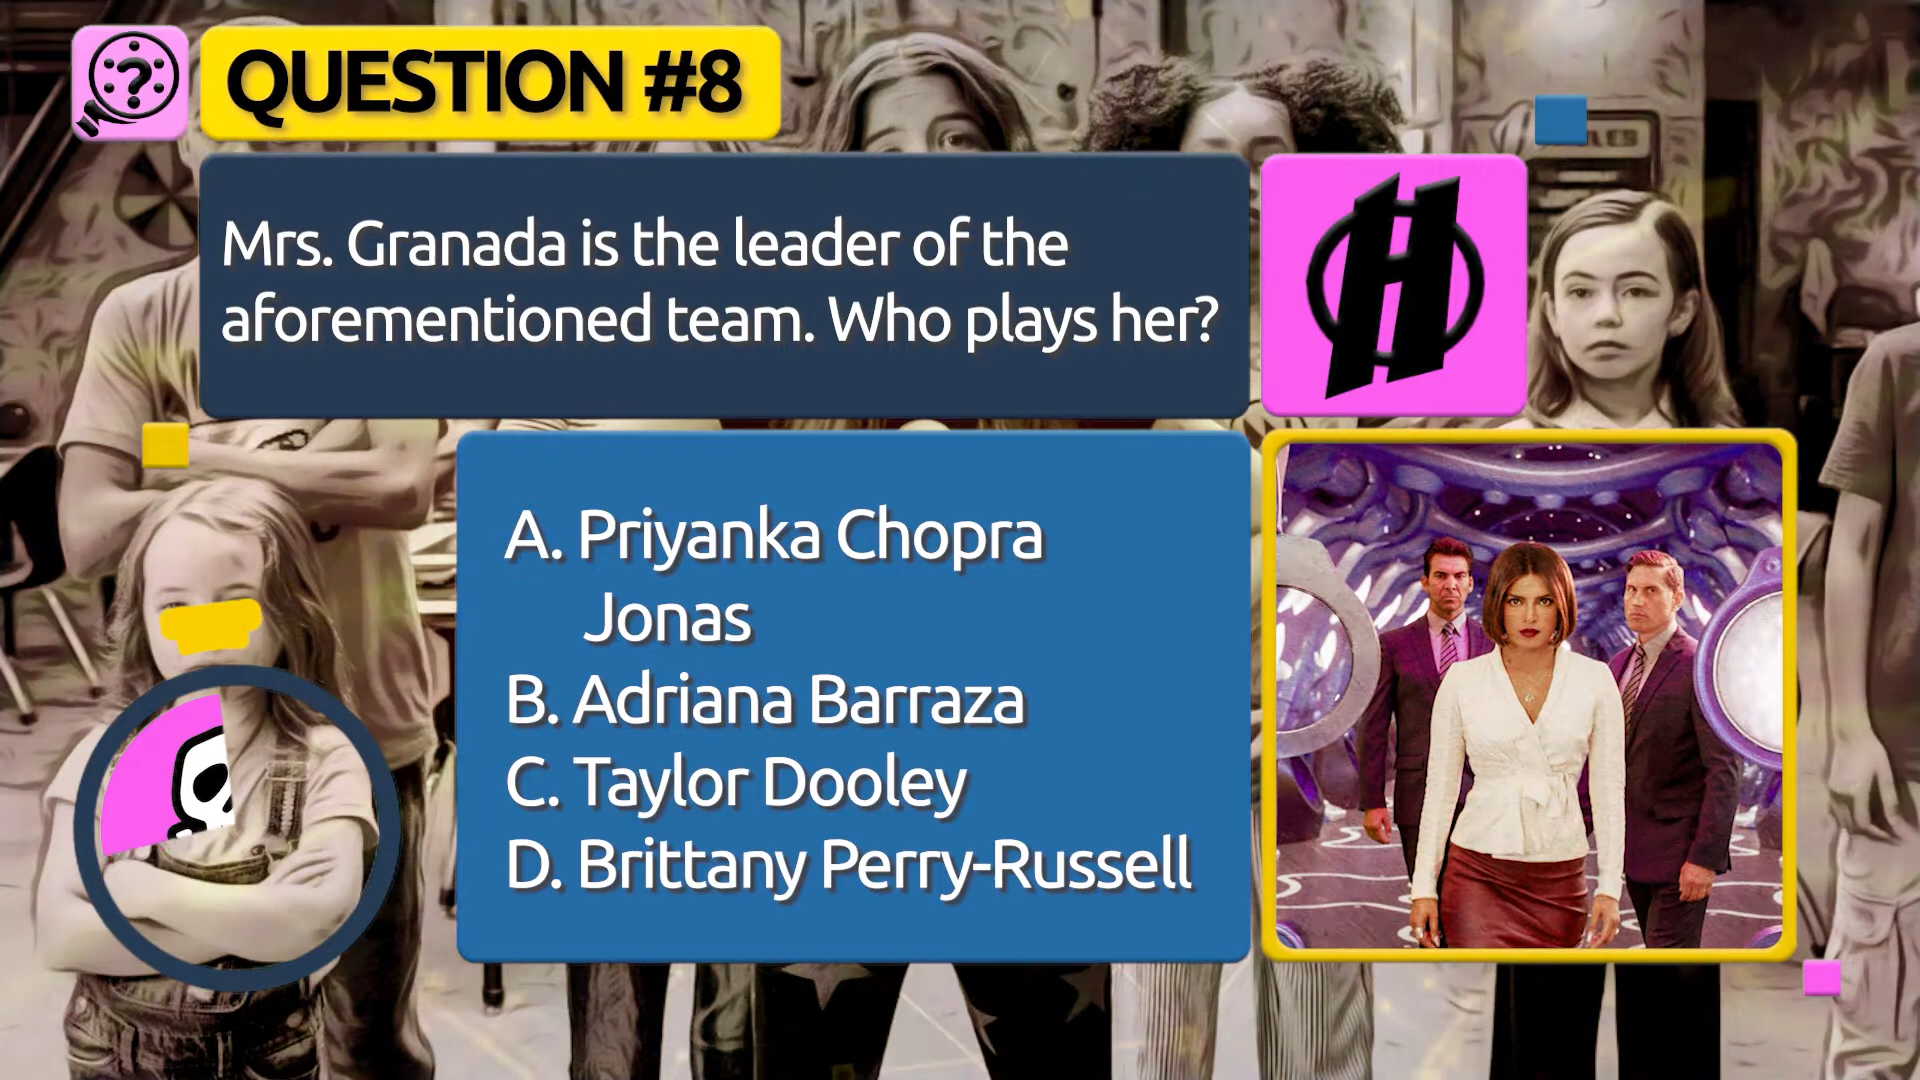 QUESTION #8
Mrs. Granada is the leader of the
aforementioned team. Who plays her?
H
A. Priyanka Chopra
Jonas
B. Adriana Barraza
C. Taylor Dooley
D. Brittany Perry-Russell